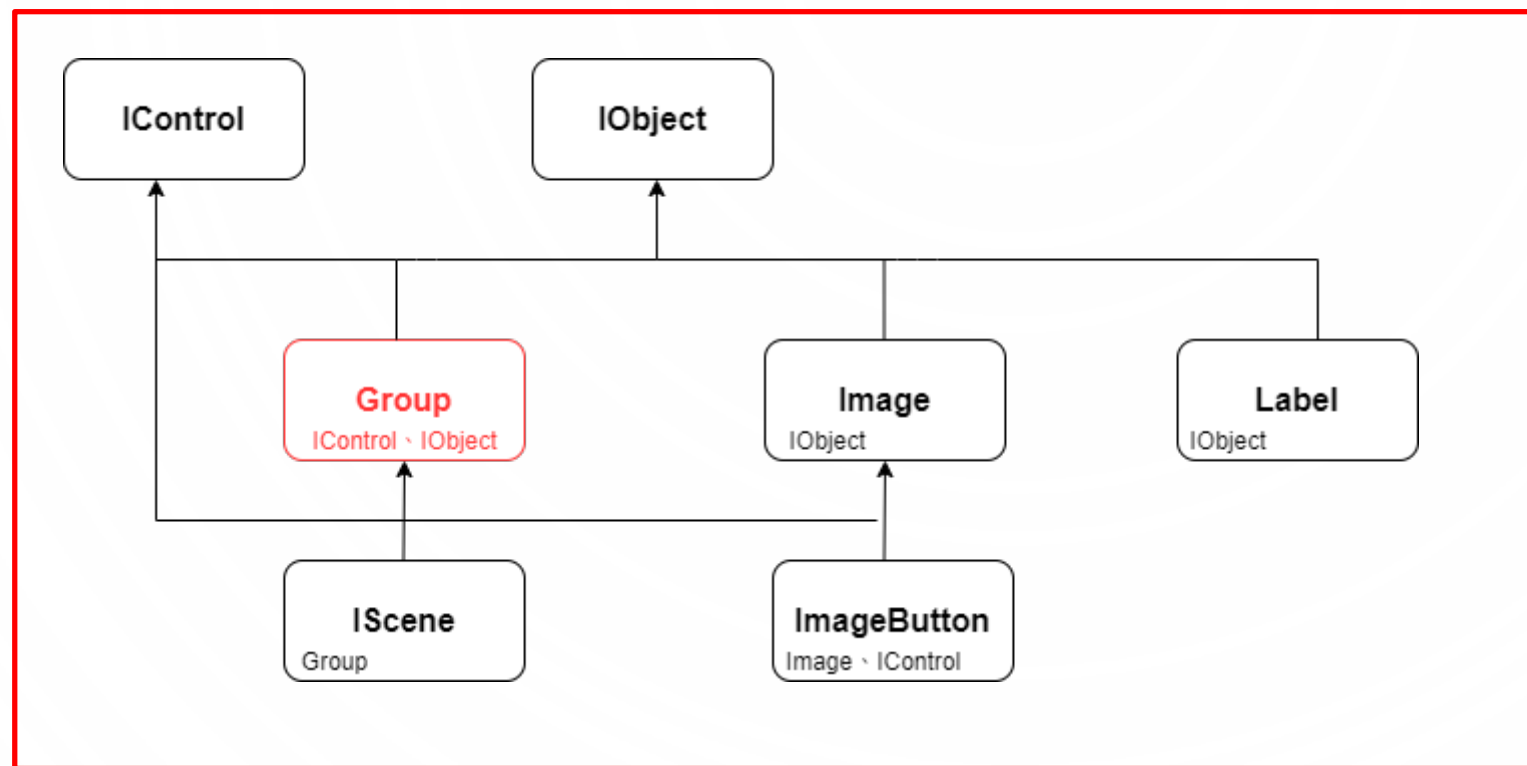 IControl
IObject
Group
IControl、IObject
Image
IObject
Label
IObject
IScene
Group
ImageButton
Image、IControl